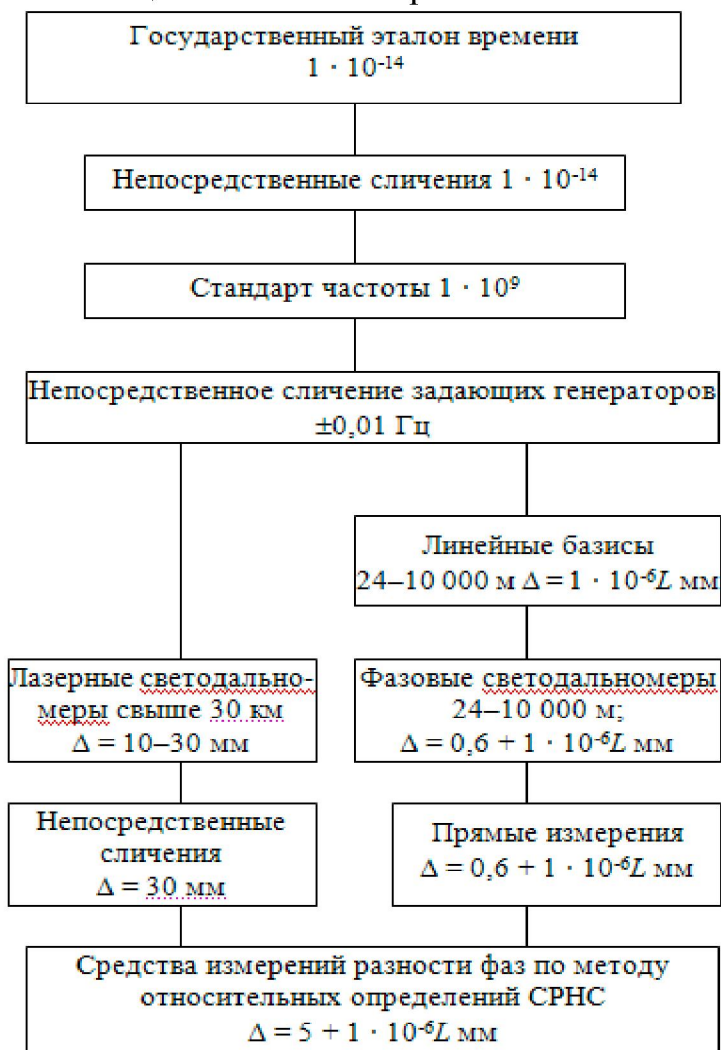 Государственный эталон времени
1 · 10⁻¹⁴
Непосредственные сличения 1 · 10⁻¹⁴
Стандарт частоты 1 · 10⁹
Непосредственное сличение задающих генераторов
±0,01 Гц
Линейные базисы
24–10 000 м Δ = 1 · 10⁻⁶L мм
Лазерные светодально-
меры свыше 30 км
Δ = 10–30 мм
Фазовые светодальномеры
24–10 000 м;
Δ = 0,6 + 1 · 10⁻⁶L мм
Непосредственные
сличения
Δ = 30 мм
Прямые измерения
Δ = 0,6 + 1 · 10⁻⁶L мм
Средства измерений разности фаз по методу
относительных определений СРНС
Δ = 5 + 1 · 10⁻⁶L мм